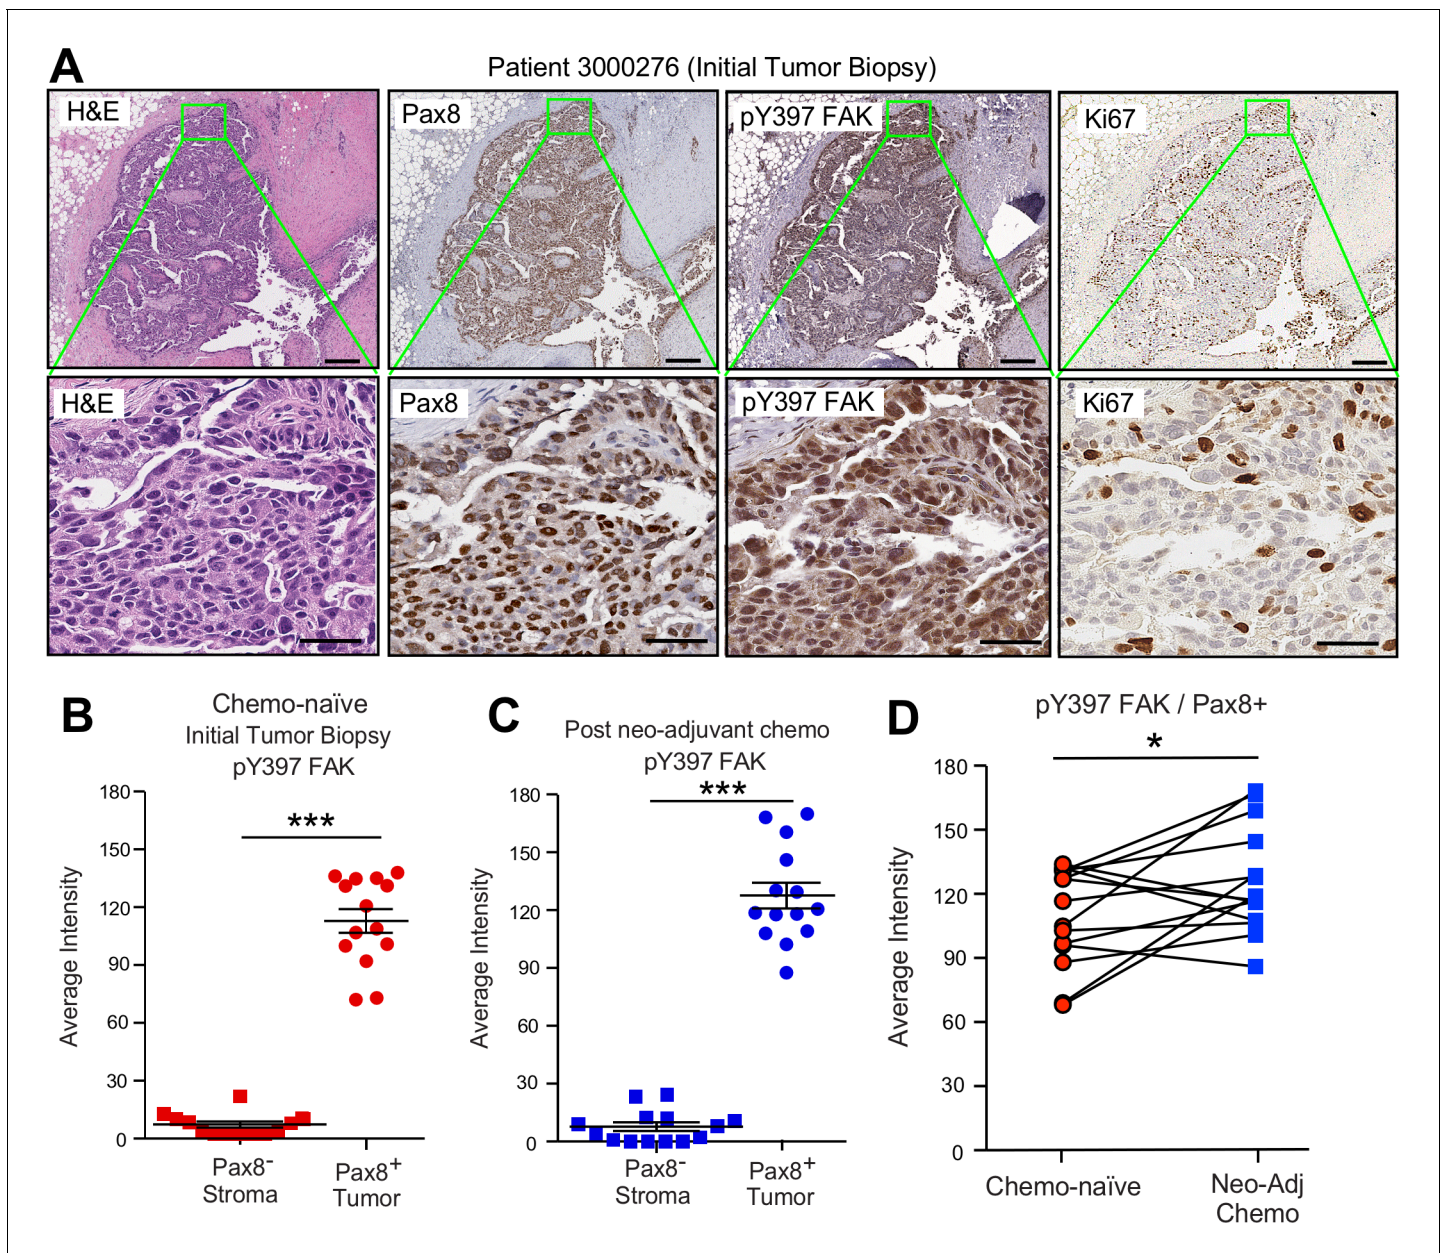 A
Patient 3000276 (Initial Tumor Biopsy)
H&E
Pax8
pY397 FAK
Ki67
H&E
Pax8
pY397 FAK
Ki67
B
Chemo-naïve
Initial Tumor Biopsy
pY397 FAK
***
Average Intensity
180
150
120
90
60
30
0
Pax8⁻
Stroma
Pax8⁺
Tumor
C
Post neo-adjuvant chemo
pY397 FAK
***
Average Intensity
180
150
120
90
60
30
0
Pax8⁻
Stroma
Pax8⁺
Tumor
D
pY397 FAK / Pax8+
*
Average Intensity
180
150
120
90
60
30
0
Chemo-naïve
Neo-Adj
Chemo